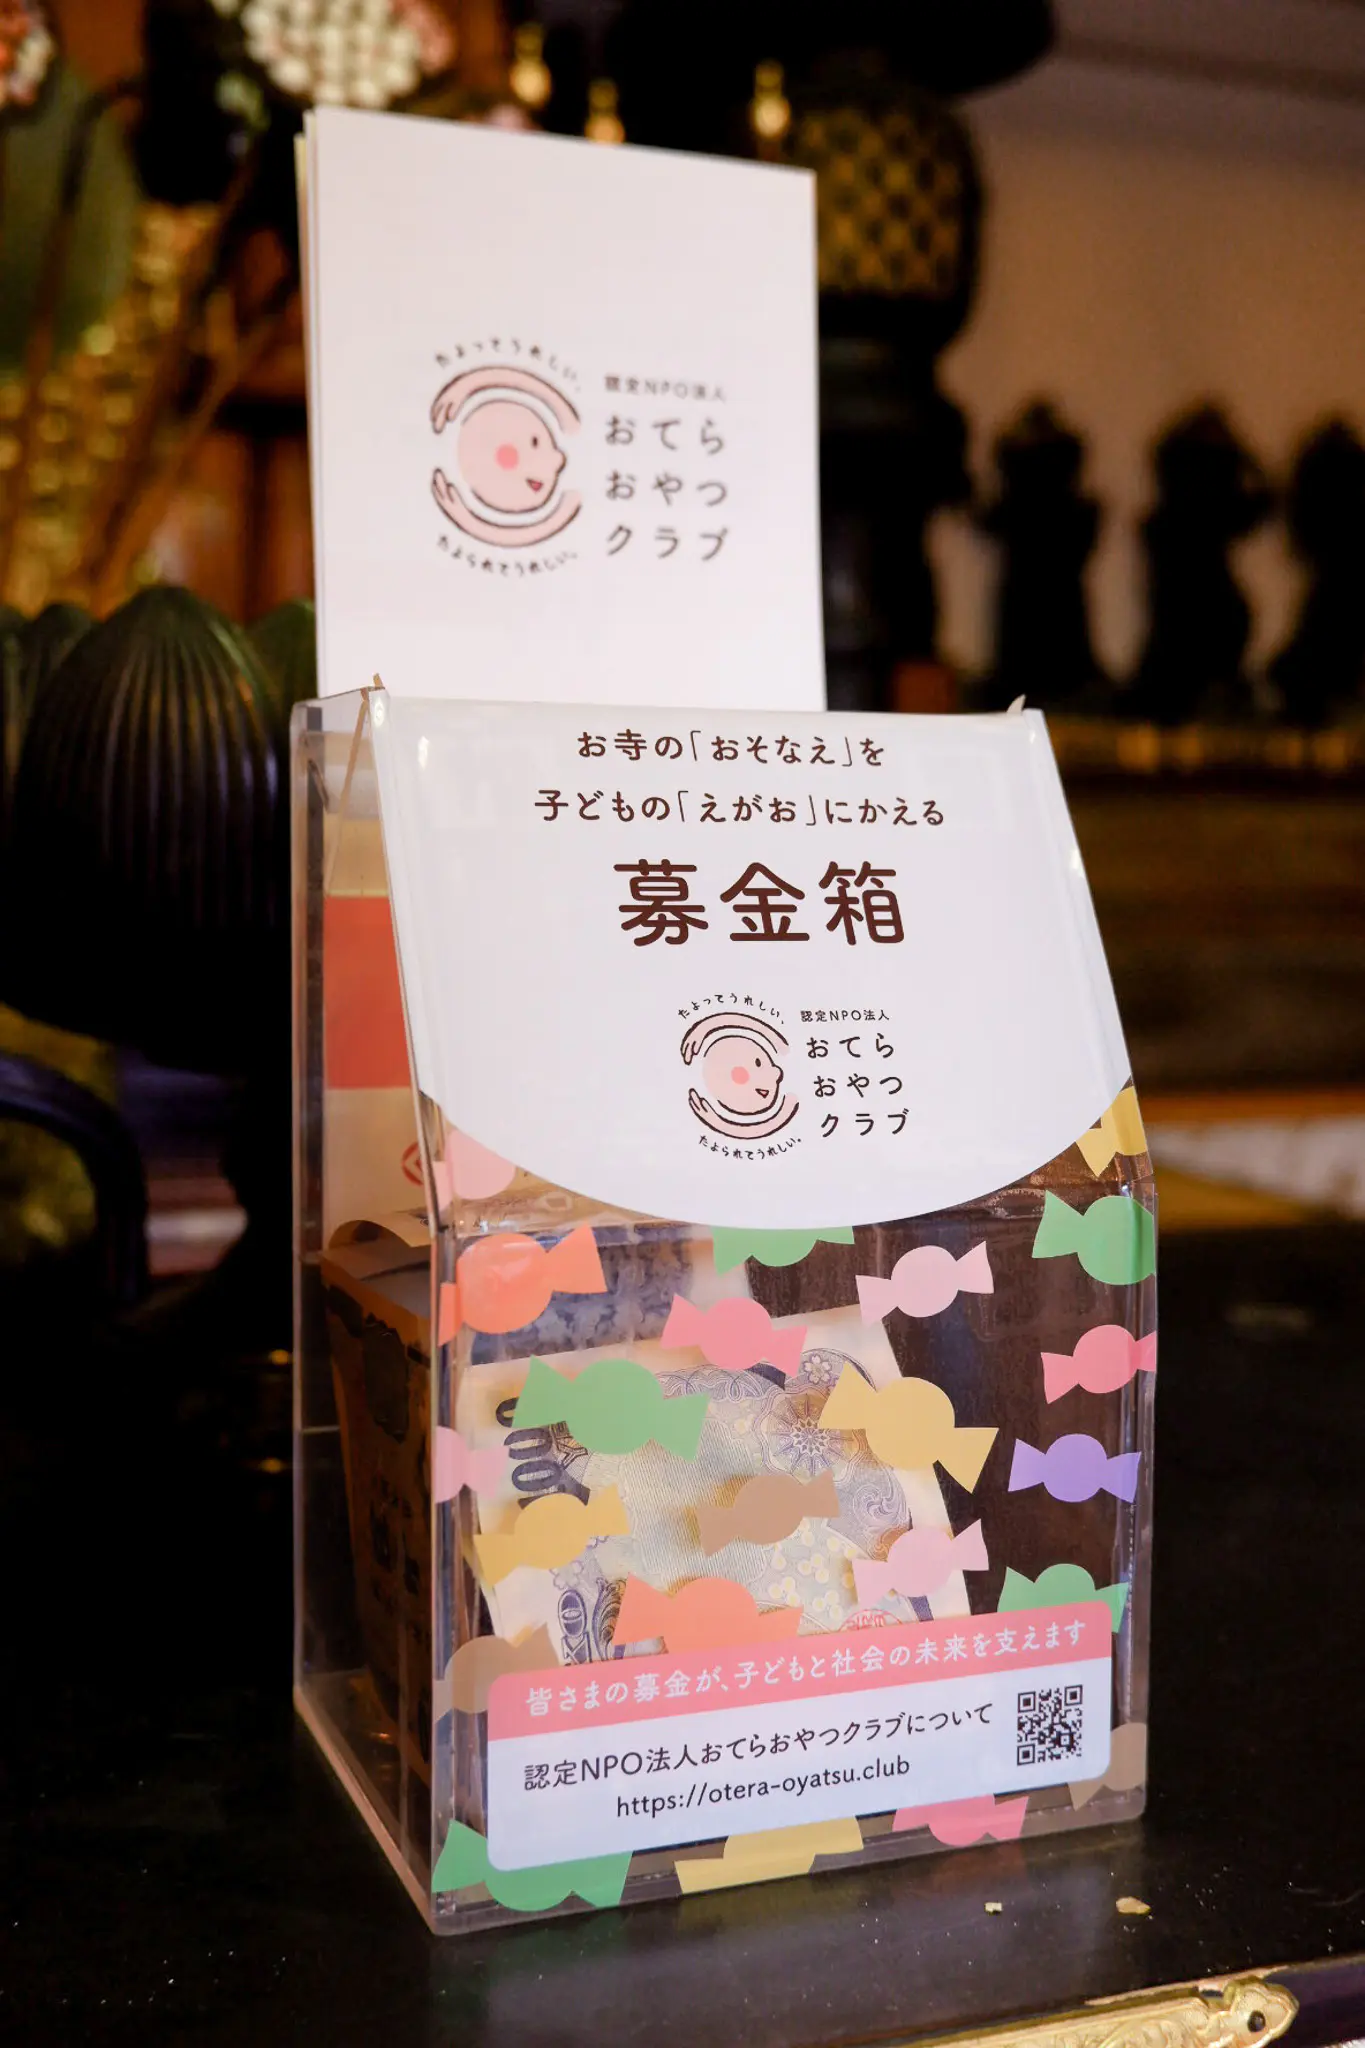 たよってうれしい、
認定NPO法人
おてら
おやつ
クラブ
たよられてうれしい。
お寺の「おそなえ」を
子どもの「えがお」にかえる
募金箱
たよってうれしい、
認定NPO法人
おてら
おやつ
クラブ
たよられてうれしい。
皆さまの募金が、子どもと社会の未来を支えます
認定NPO法人おてらおやつクラブについて
https://otera-oyatsu.club